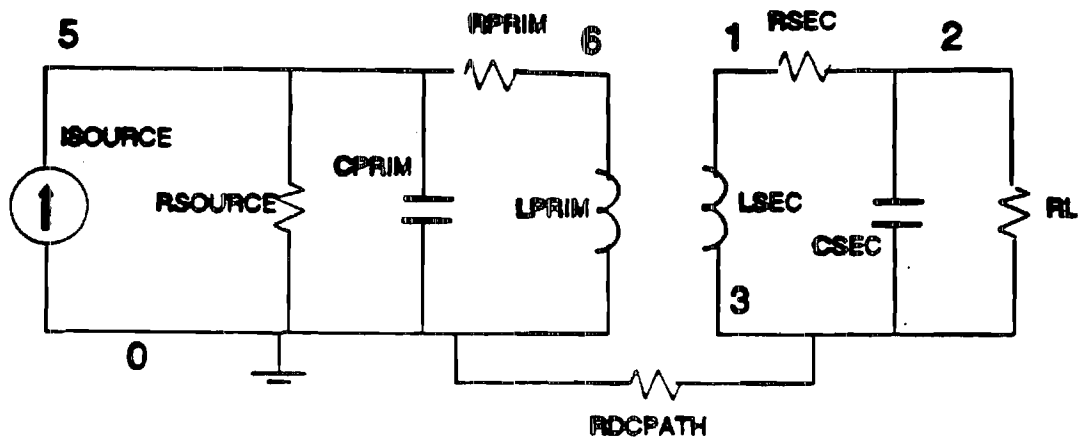 5
RPRIM
6
1
RSEC
2
ISOURCE
CPRIM
RSOURCE
LPRIM
LSEC
CSEC
RL
3
0
RDCPATH